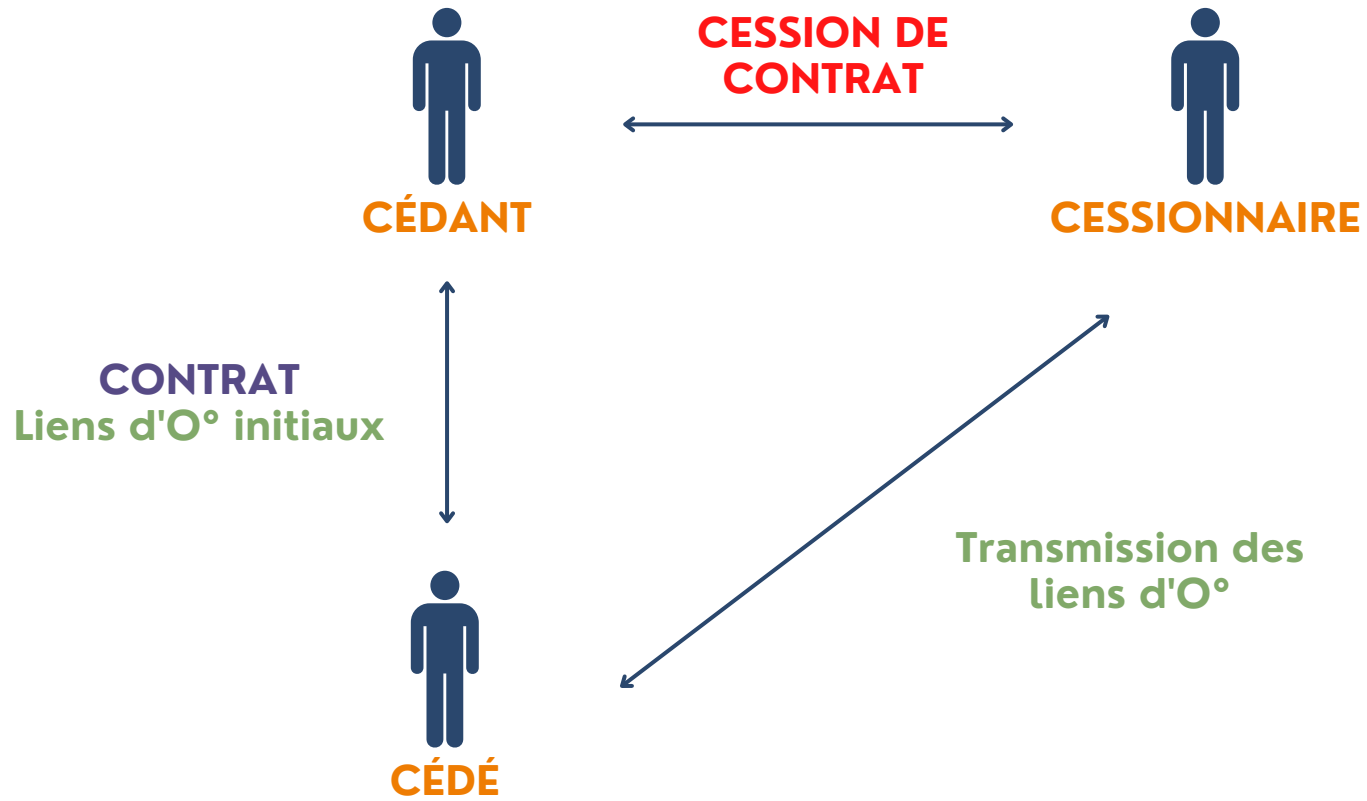 CESSION DE
CONTRAT
CÉDANT
CESSIONNAIRE
CONTRAT
Liens d'O° initiaux
Transmission des
liens d'O°
CÉDÉ